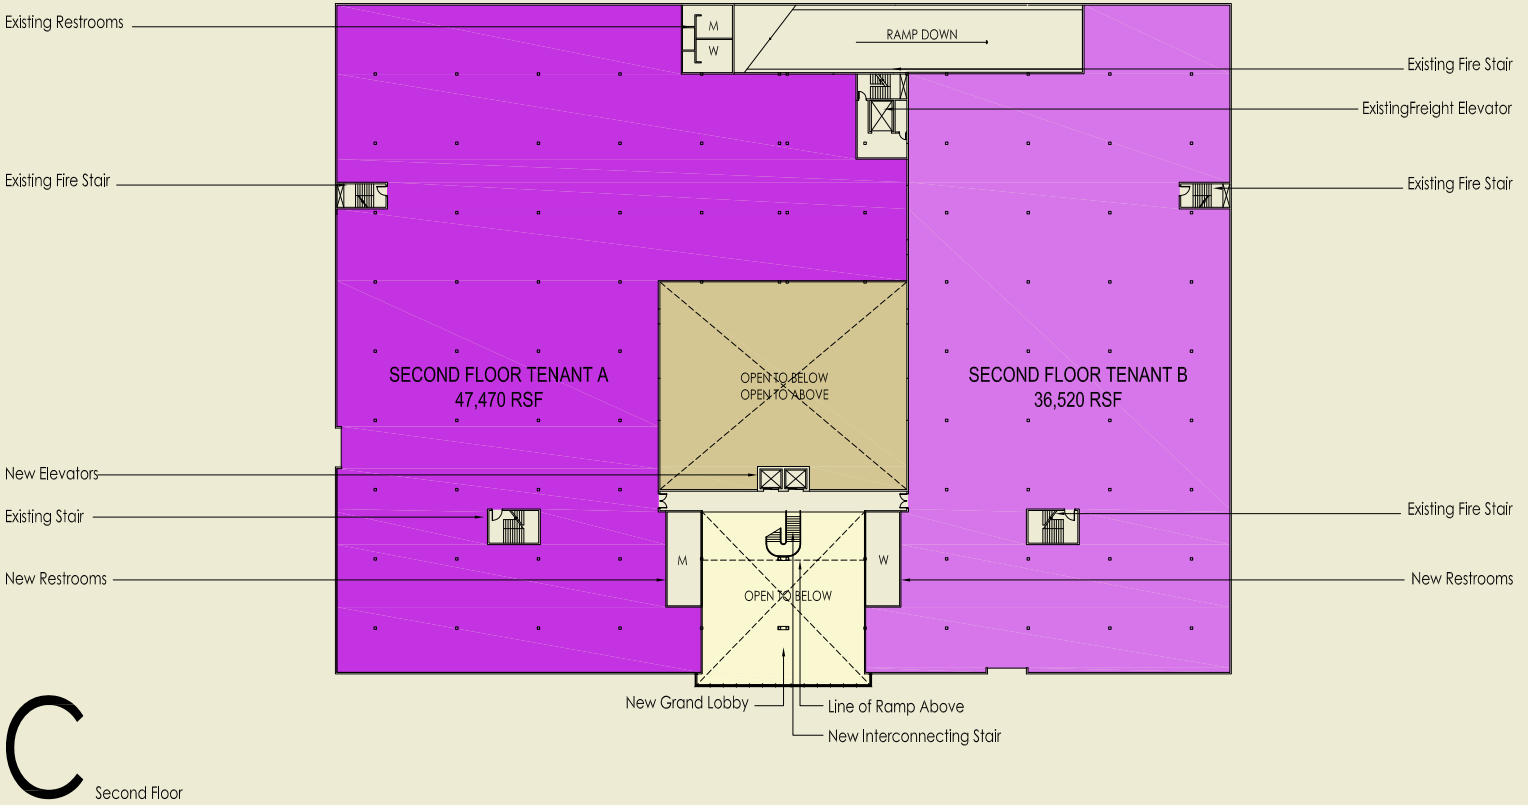 Existing Restrooms
M
W
RAMP DOWN
Existing Fire Stair
ExistingFreight Elevator
Existing Fire Stair
Existing Fire Stair
SECOND FLOOR TENANT A
47,470 RSF
OPEN TO BELOW
OPEN TO ABOVE
SECOND FLOOR TENANT B
36,520 RSF
New Elevators
Existing Stair
Existing Fire Stair
M
W
New Restrooms
New Restrooms
OPEN TO BELOW
New Grand Lobby
Line of Ramp Above
New Interconnecting Stair
C
Second Floor